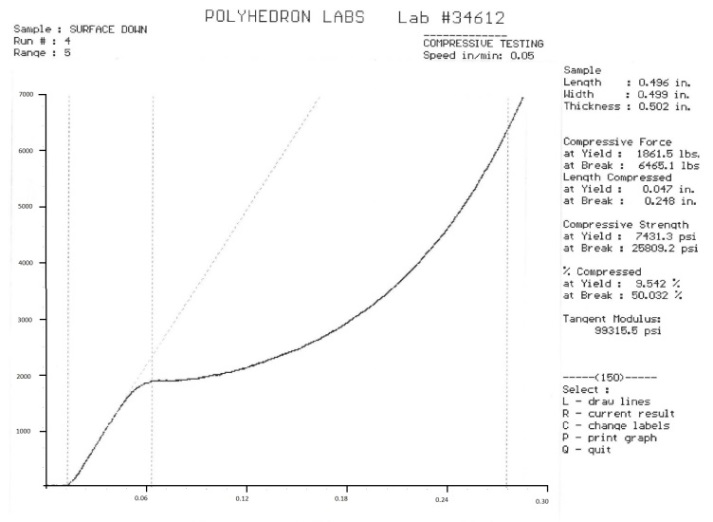 POLYHEDRON LABS Lab #34612
Sample : SURFACE DOWN
Run # : 4
Range : 5
------------
COMPRESSIVE TESTING
Speed in/min: 0.05
Sample
Length : 0.496 in.
Width : 0.499 in.
Thickness : 0.502 in.
Compressive Force
at Yield : 1861.5 lbs.
at Break : 6465.1 lbs
Length Compressed
at Yield : 0.047 in.
at Break : 0.248 in.
Compressive Strength
at Yield : 7431.3 psi
at Break : 25809.2 psi
% Compressed
at Yield : 9.542 %
at Break : 50.032 %
Tangent Modulus:
99315.5 psi
-----(150)-----
Select :
L - draw lines
R - current result
C - change labels
P - print graph
Q - quit
7000
6000
5000
4000
3000
2000
1000
0.06 0.12 0.18 0.24 0.30